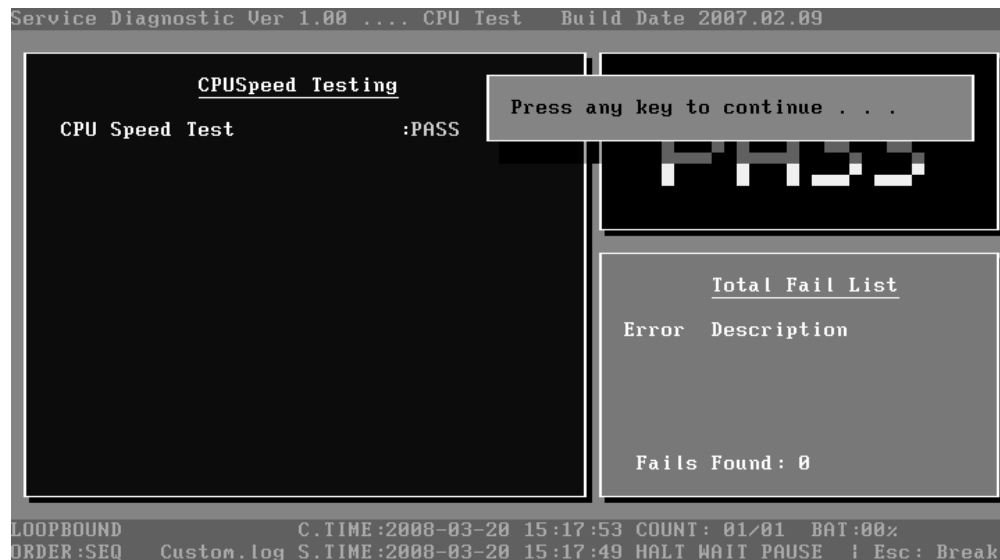 Service Diagnostic Ver 1.00 .... CPU Test Build Date 2007.02.09
CPUSpeed Testing
CPU Speed Test :PASS
Press any key to continue . . .
PASS
Total Fail List
Error Description
Fails Found: 0
LOOPBOUND C.TIME:2008-03-20 15:17:53 COUNT: 01/01 BAT:00%
ORDER:SEQ Custom.log S.TIME:2008-03-20 15:17:49 HALT WAIT PAUSE | Esc: Break